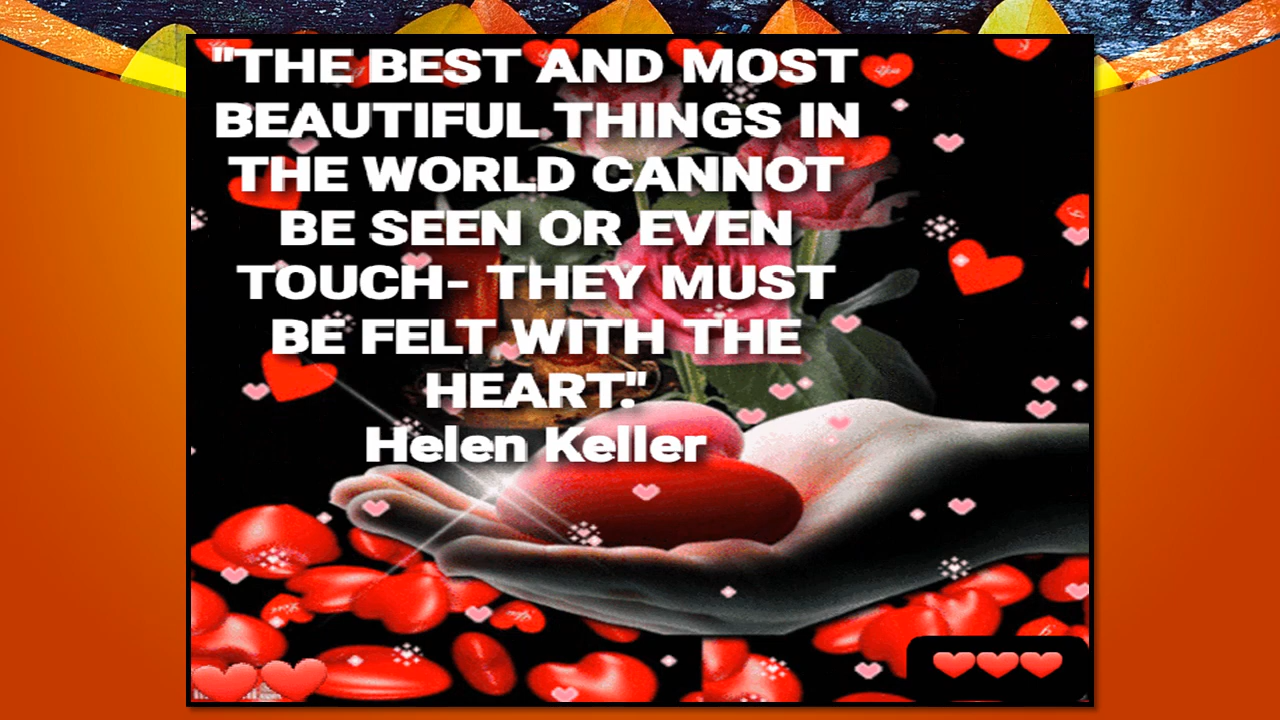 "THE BEST AND MOST
BEAUTIFUL THINGS IN
THE WORLD CANNOT
BE SEEN OR EVEN
TOUCH- THEY MUST
BE FELT WITH THE
HEART."
Helen Keller